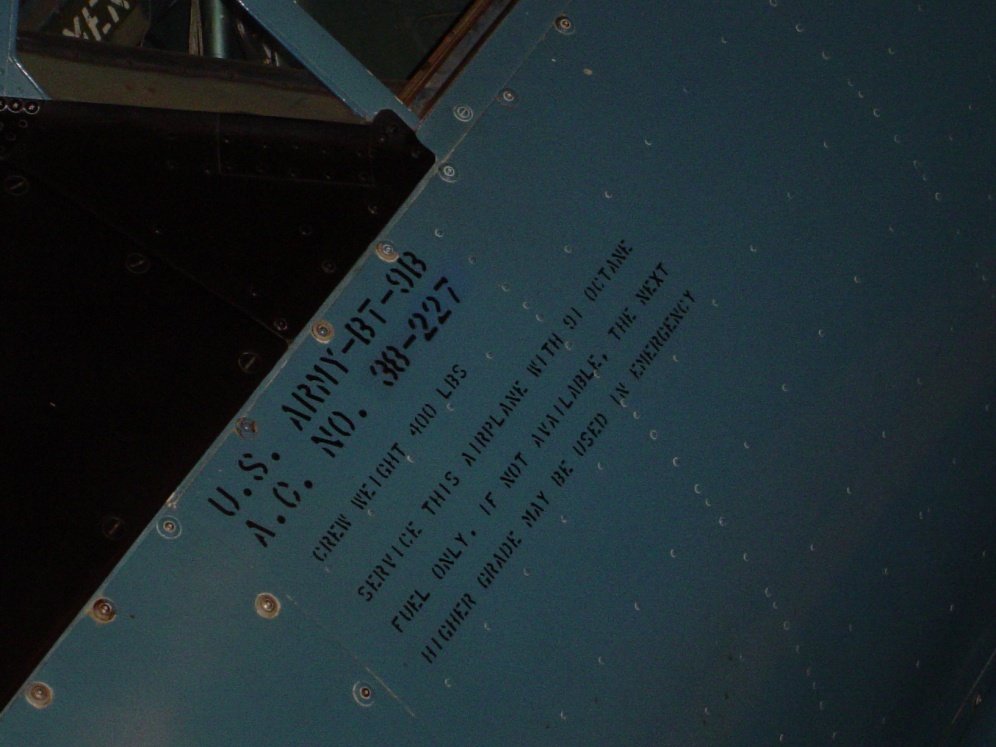 U.S. ARMY-BT-9B
A.C. NO. 38-227
CREW WEIGHT 400 LBS
SERVICE THIS AIRPLANE WITH 91 OCTANE
FUEL ONLY. IF NOT AVAILABLE, THE NEXT
HIGHER GRADE MAY BE USED IN EMERGENCY